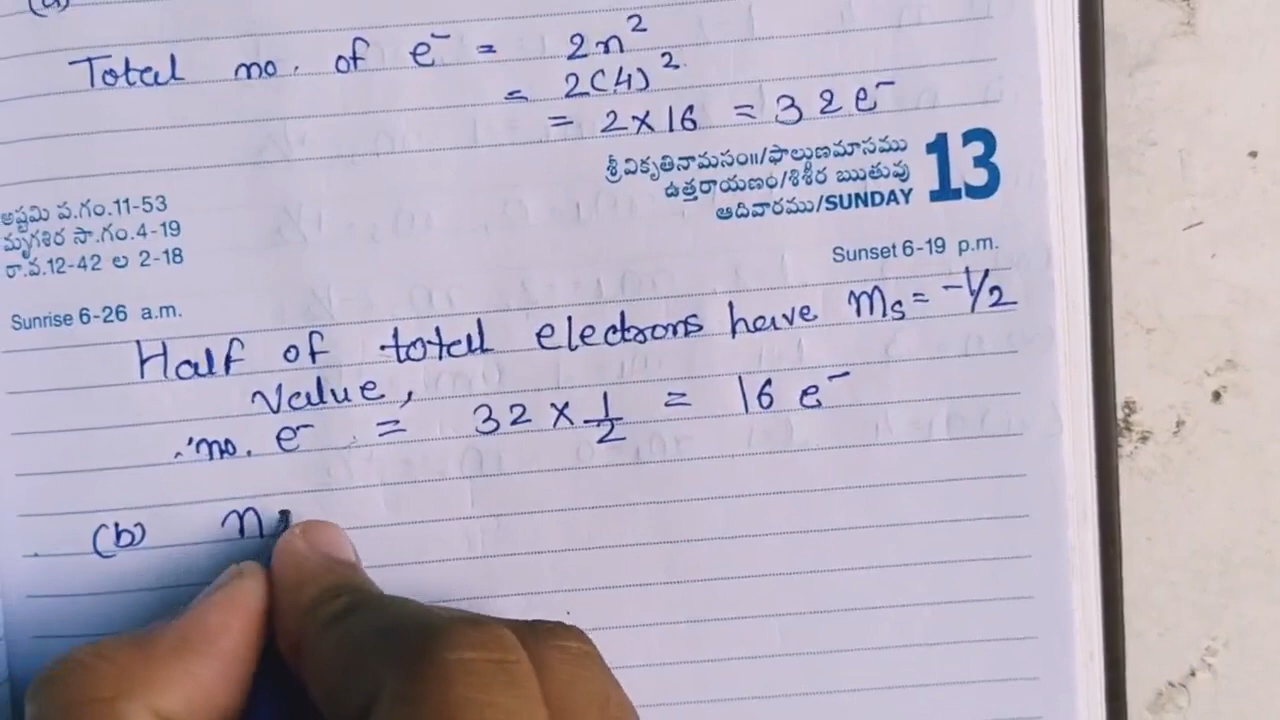 Total no. of e⁻ = 2n²
= 2(4)²
= 2×16 = 32e⁻
శ్రీవికృతినామసం॥/ఫాల్గుణమాసము
ఉత్తరాయణం/శిశిర ఋతువు
ఆదివారము/SUNDAY
13
అష్టమి ప.గం.11-53
మృగశిర సా.గం.4-19
రా.వ.12-42 ల 2-18
Sunset 6-19 p.m.
Sunrise 6-26 a.m.
Half of total electrons have ms = -1/2
Value,
no. e⁻ = 32 × 1/2 = 16 e⁻
(b) n